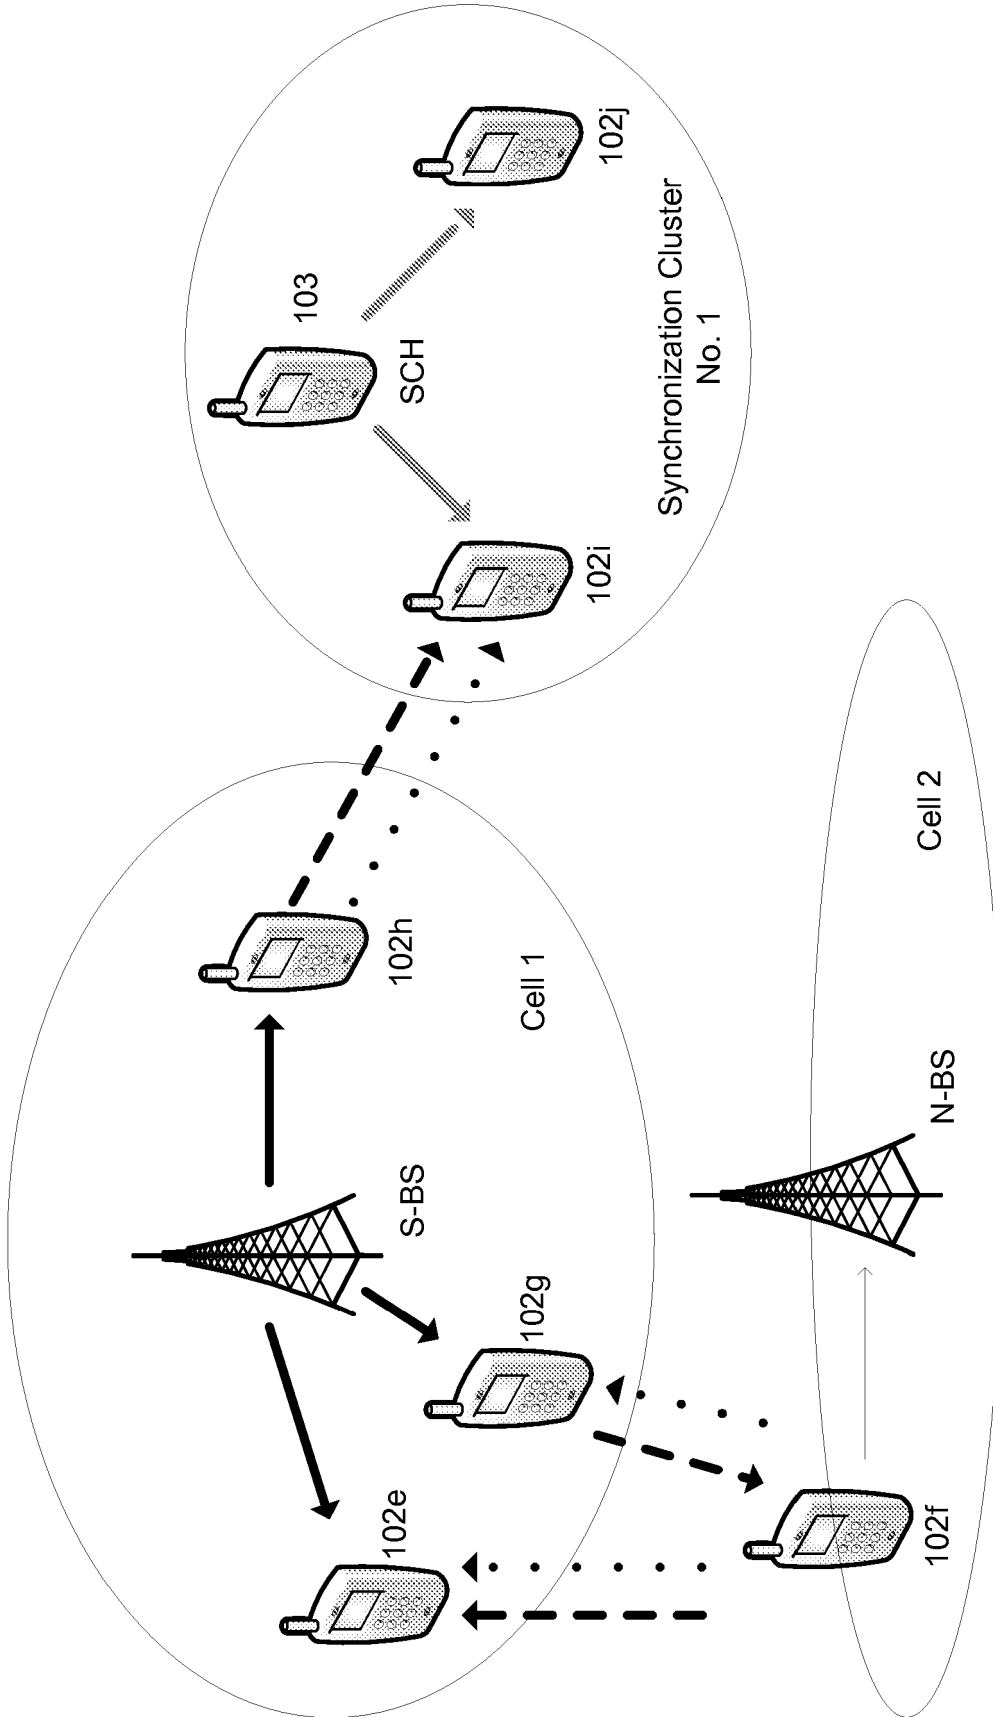 102e
102g
S-BS
102h
Cell 1
102f
N-BS
Cell 2
103
SCH
102i
102j
Synchronization Cluster
No. 1